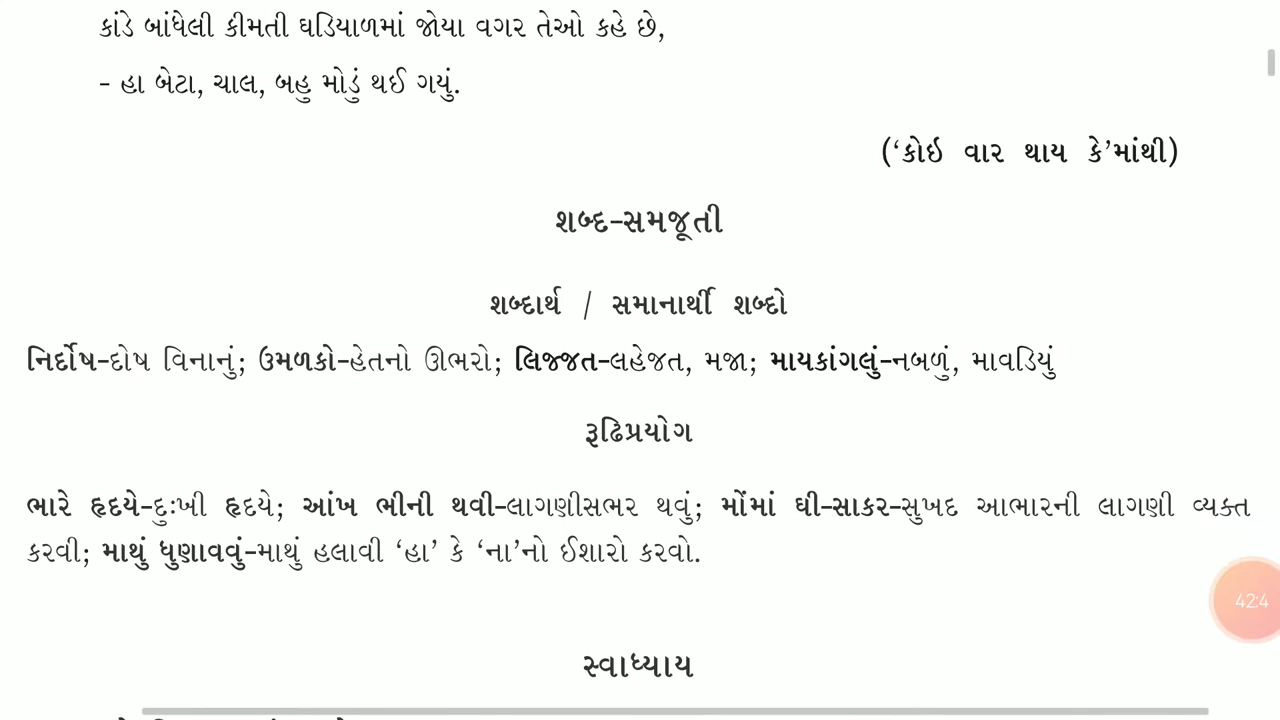 કાંડે બાંધેલી કીમતી ઘડિયાળમાં જોયા વગર તેઓ કહે છે,
- હા બેટા, ચાલ, બહુ મોડું થઈ ગયું.
(‘કોઇ વાર થાય કે’માંથી)
શબ્દ-સમજૂતી
શબ્દાર્થ / સમાનાર્થી શબ્દો
નિર્દોષ-દોષ વિનાનું; ઉમળકો-હેતનો ઊભરો; લિજ્જત-લહેજત, મજા; માયકાંગલું-નબળું, માવડિયું
રૂઢિપ્રયોગ
ભારે હૃદયે-દુઃખી હૃદયે; આંખ ભીની થવી-લાગણીસભર થવું; મોંમાં ઘી-સાકર-સુખદ આભારની લાગણી વ્યક્ત
કરવી; માથું ધુણાવવું-માથું હલાવી ‘હા’ કે ‘ના’નો ઈશારો કરવો.
42:4
સ્વાધ્યાય